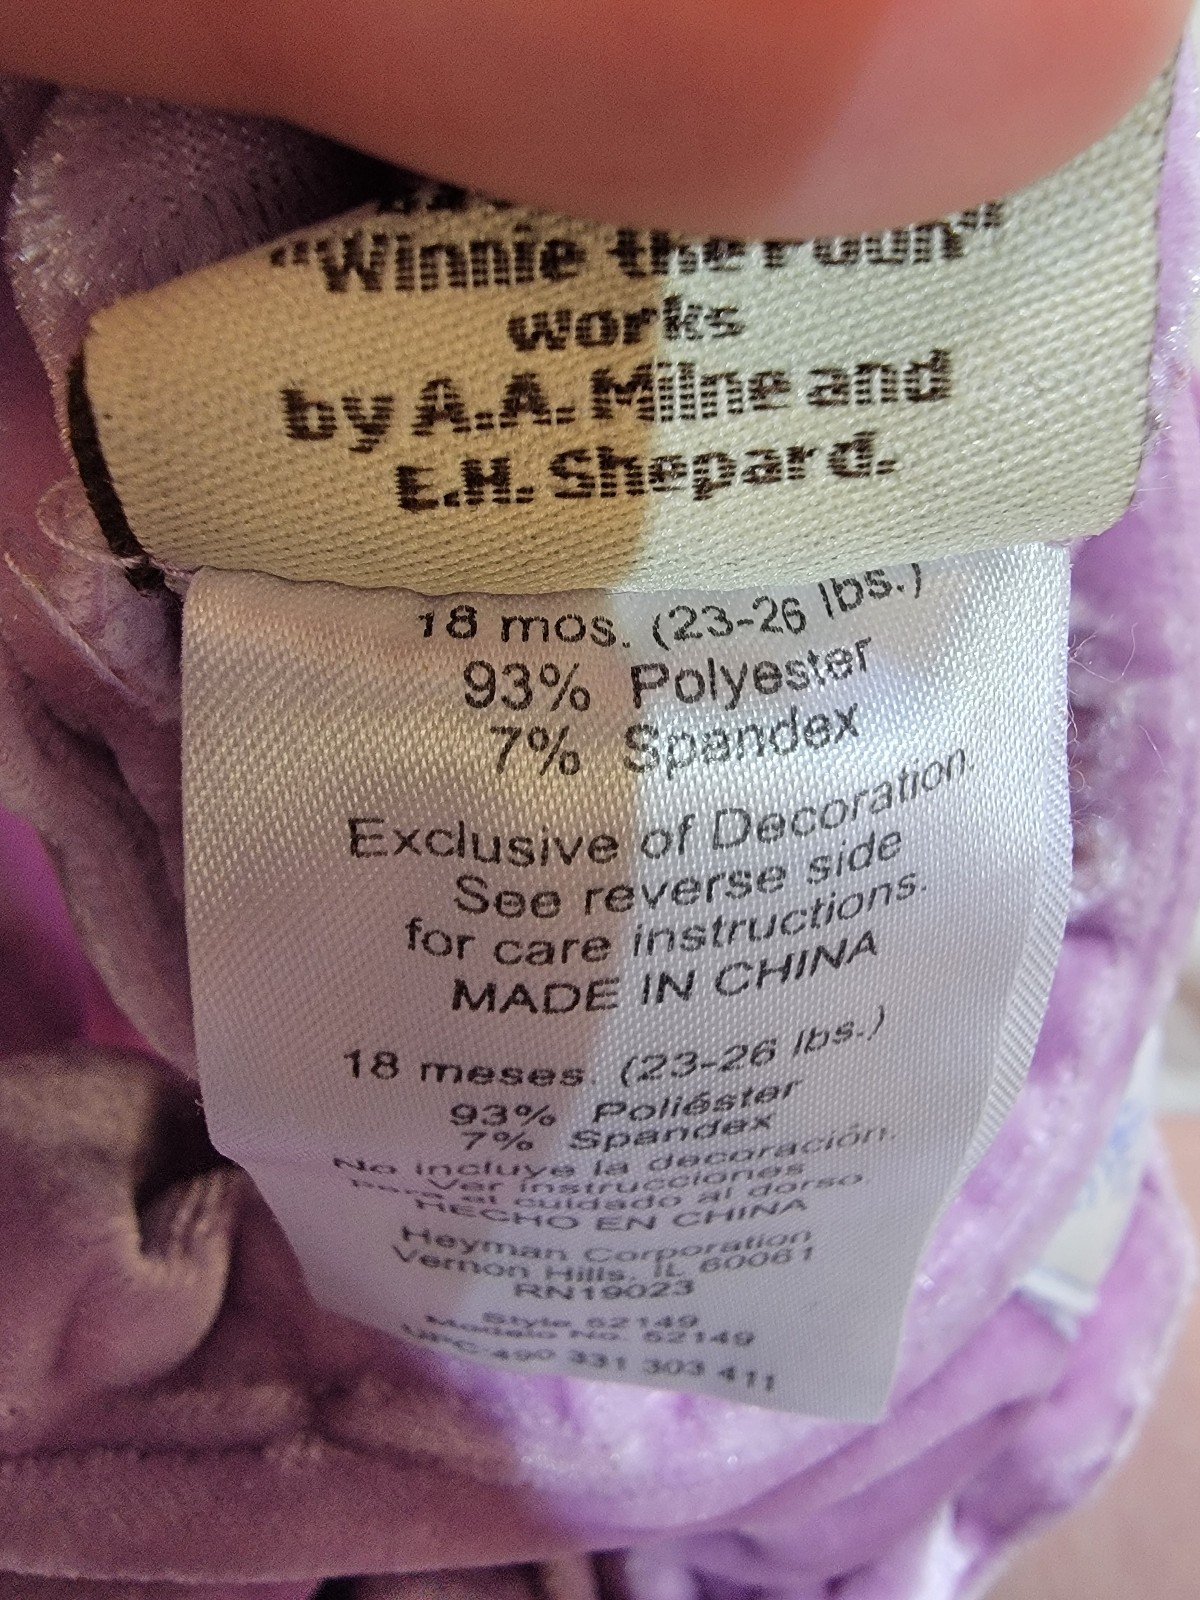 "Winnie the Pooh"
works
by A.A. Milne and
E.H. Shepard.
18 mos. (23-26 lbs.)
93% Polyester
7% Spandex
Exclusive of Decoration.
See reverse side
for care instructions.
MADE IN CHINA
18 meses. (23-26 lbs.)
93% Poliéster
7% Spandex
No incluye la decoración.
Ver instrucciones
para el cuidado al dorso.
HECHO EN CHINA
Heyman Corporation
Vernon Hills, IL 60061
RN19023
Style 52149
Modelo No. 52149
UPC 490 331 303 411